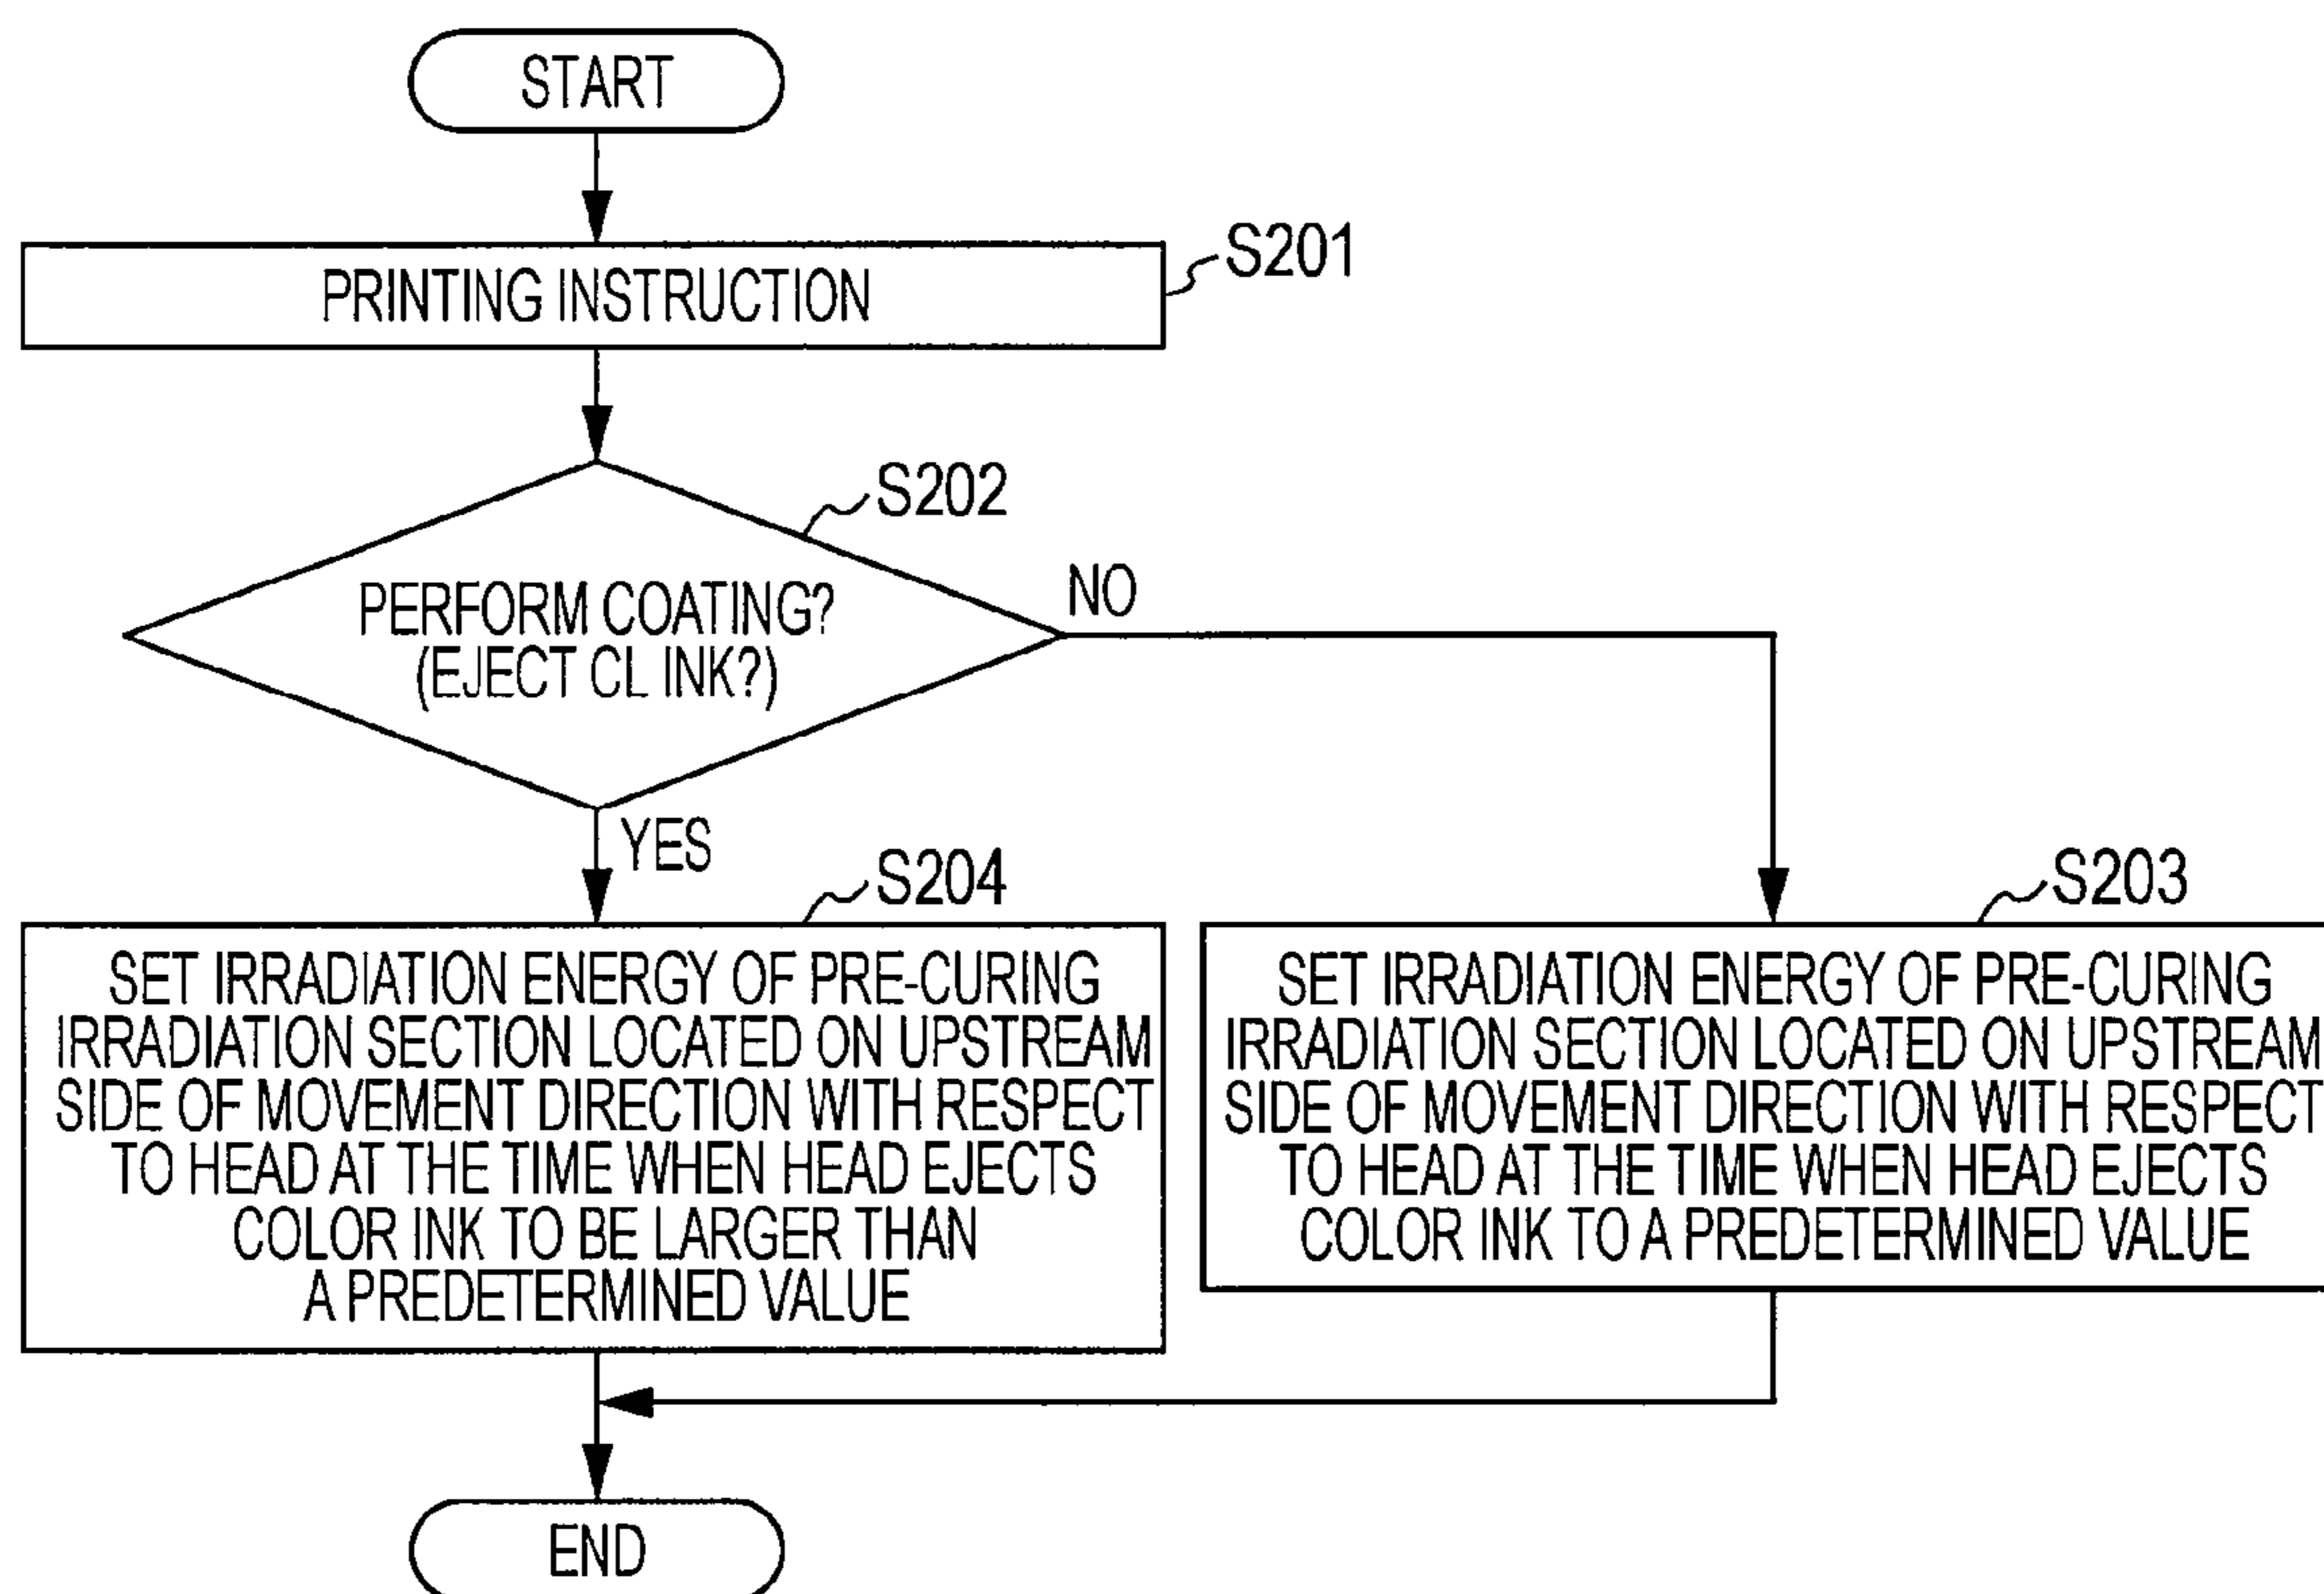 START
PRINTING INSTRUCTION
S201
S202
PERFORM COATING?
(EJECT CL INK?)
NO
YES
S204
SET IRRADIATION ENERGY OF PRE-CURING
IRRADIATION SECTION LOCATED ON UPSTREAM
SIDE OF MOVEMENT DIRECTION WITH RESPECT
TO HEAD AT THE TIME WHEN HEAD EJECTS
COLOR INK TO BE LARGER THAN
A PREDETERMINED VALUE
S203
SET IRRADIATION ENERGY OF PRE-CURING
IRRADIATION SECTION LOCATED ON UPSTREAM
SIDE OF MOVEMENT DIRECTION WITH RESPECT
TO HEAD AT THE TIME WHEN HEAD EJECTS
COLOR INK TO A PREDETERMINED VALUE
END